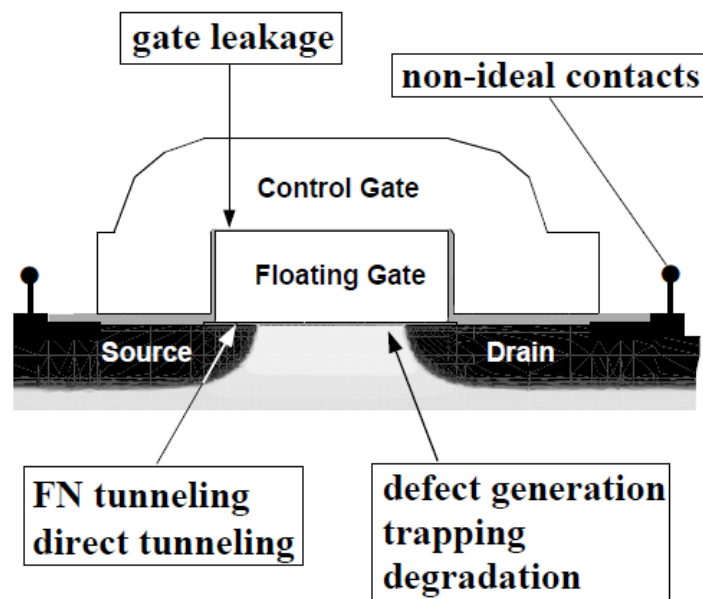 gate leakage
non-ideal contacts
Control Gate
Floating Gate
Source
Drain
FN tunneling
direct tunneling
defect generation
trapping
degradation